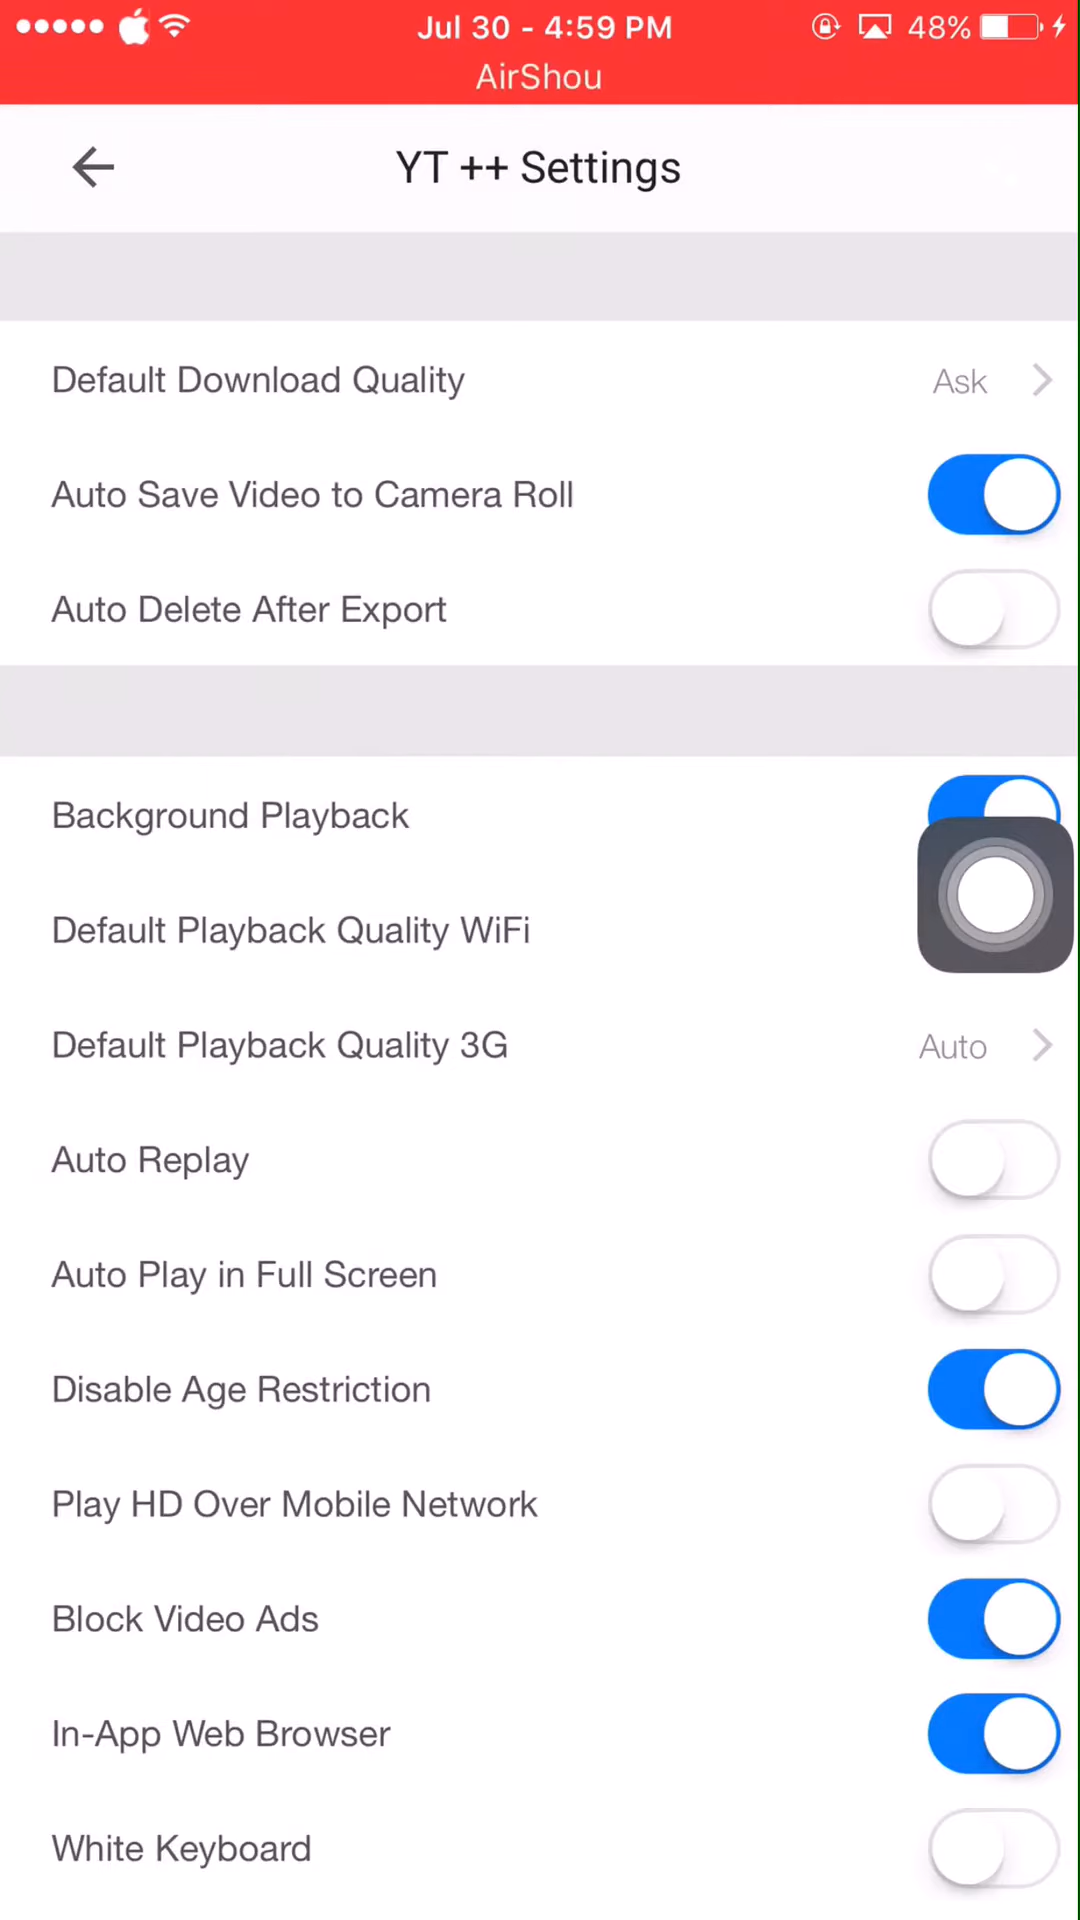 Jul 30 - 4:59 PM 48%
AirShou
YT ++ Settings
Default Download Quality Ask
Auto Save Video to Camera Roll
Auto Delete After Export
Background Playback
Default Playback Quality WiFi
Default Playback Quality 3G Auto
Auto Replay
Auto Play in Full Screen
Disable Age Restriction
Play HD Over Mobile Network
Block Video Ads
In-App Web Browser
White Keyboard